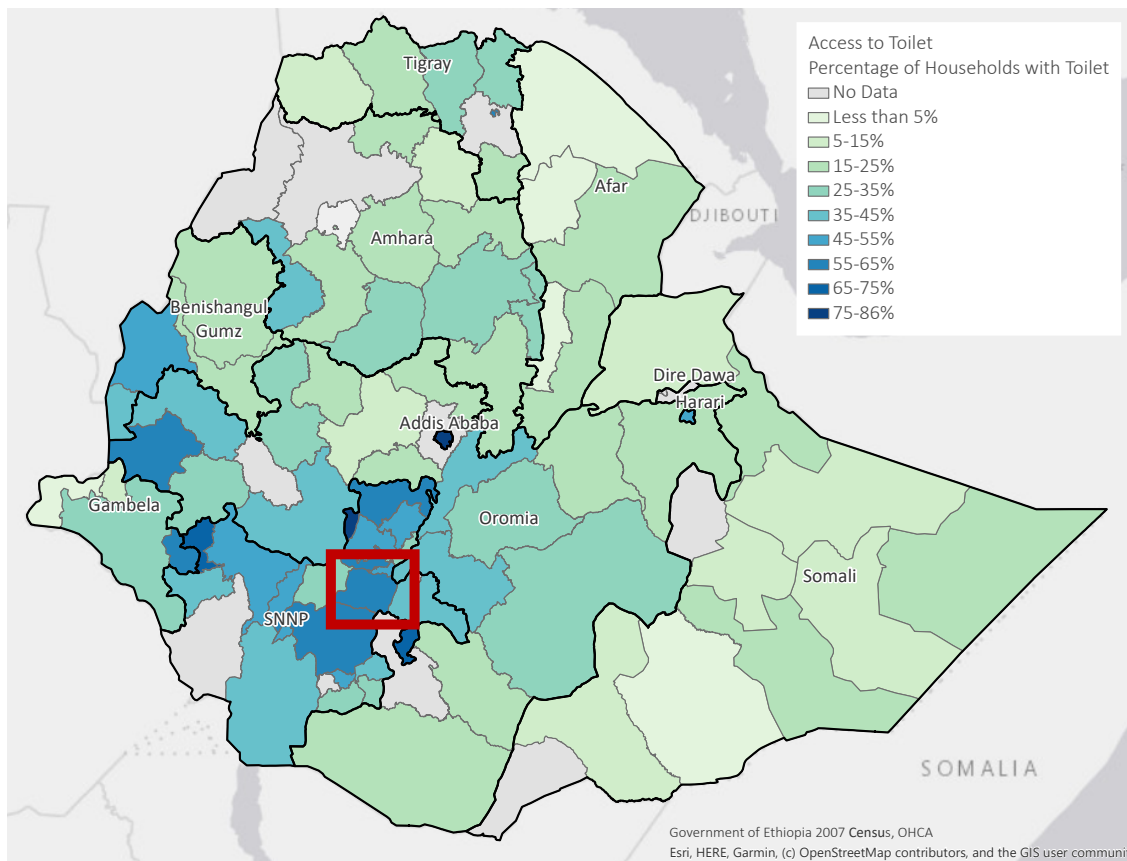 Access to Toilet
Percentage of Households with Toilet
No Data
Less than 5%
5-15%
15-25%
25-35%
35-45%
45-55%
55-65%
65-75%
75-86%
Tigray
Afar
DJIBOUTI
Amhara
Benishangul
Gumz
Dire Dawa
Harari
Addis Ababa
Gambela
Oromia
Somali
SNNP
SOMALIA
Government of Ethiopia 2007 Census, OHCA
Esri, HERE, Garmin, (c) OpenStreetMap contributors, and the GIS user communi